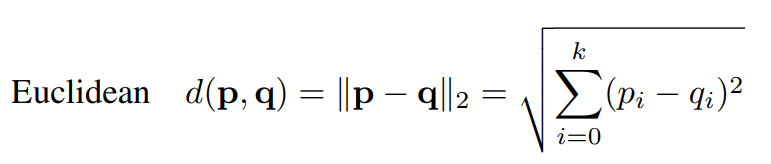 Euclidean d(p, q) = ‖p − q‖₂ = √∑_{i=0}^{k}(p_i − q_i)²